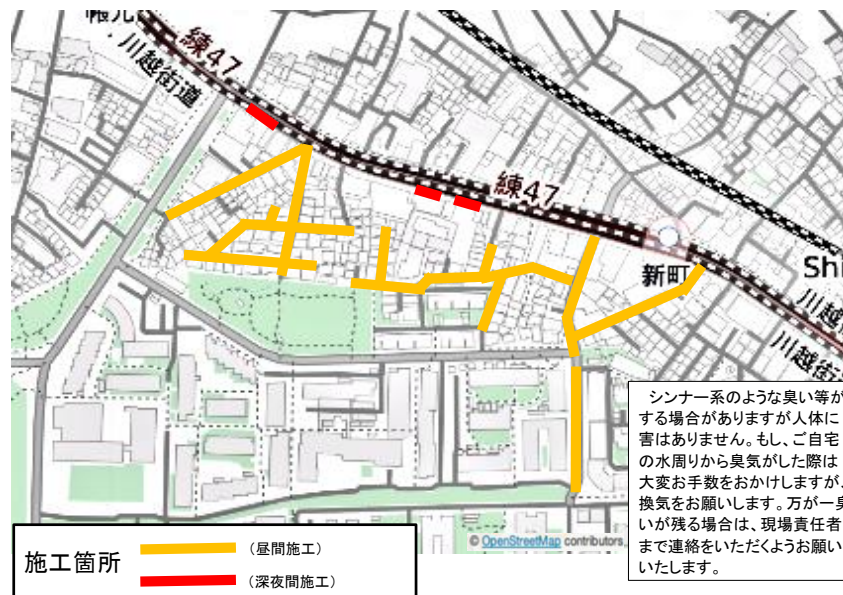 練47
川越街道
練47
新町
Shi
川越
川越街
シンナー系のような臭い等が
する場合がありますが人体に
害はありません。もし、ご自宅
の水周りから臭気がした際は
大変お手数をおかけしますが、
換気をお願いします。万が一臭
いが残る場合は、現場責任者
まで連絡をいただくようお願い
いたします。
© OpenStreetMap contributors,
施工箇所
（昼間施工）
（深夜間施工）